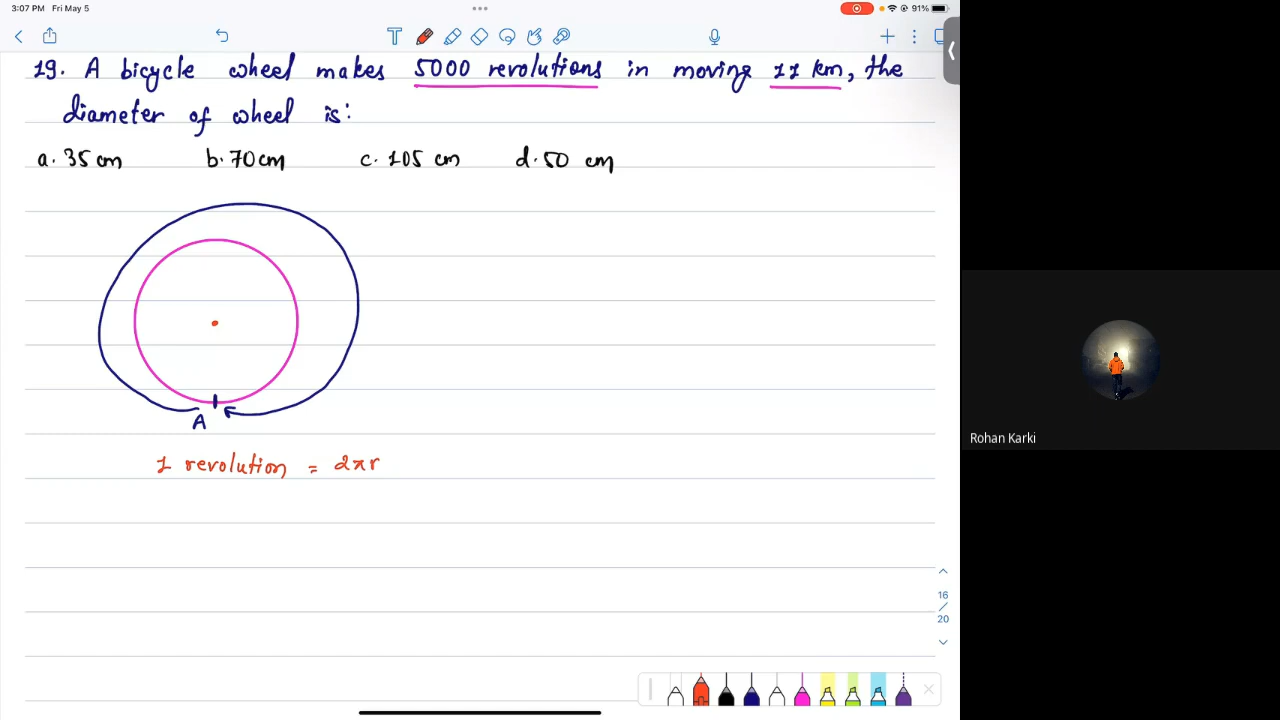 3:07 PM Fri May 5
91%
19. A bicycle wheel makes 5000 revolutions in moving 11 km, the
diameter of wheel is:
a. 35 cm b. 70 cm c. 105 cm d. 50 cm
A
1 revolution = 2πr
Rohan Karki
16
/
20